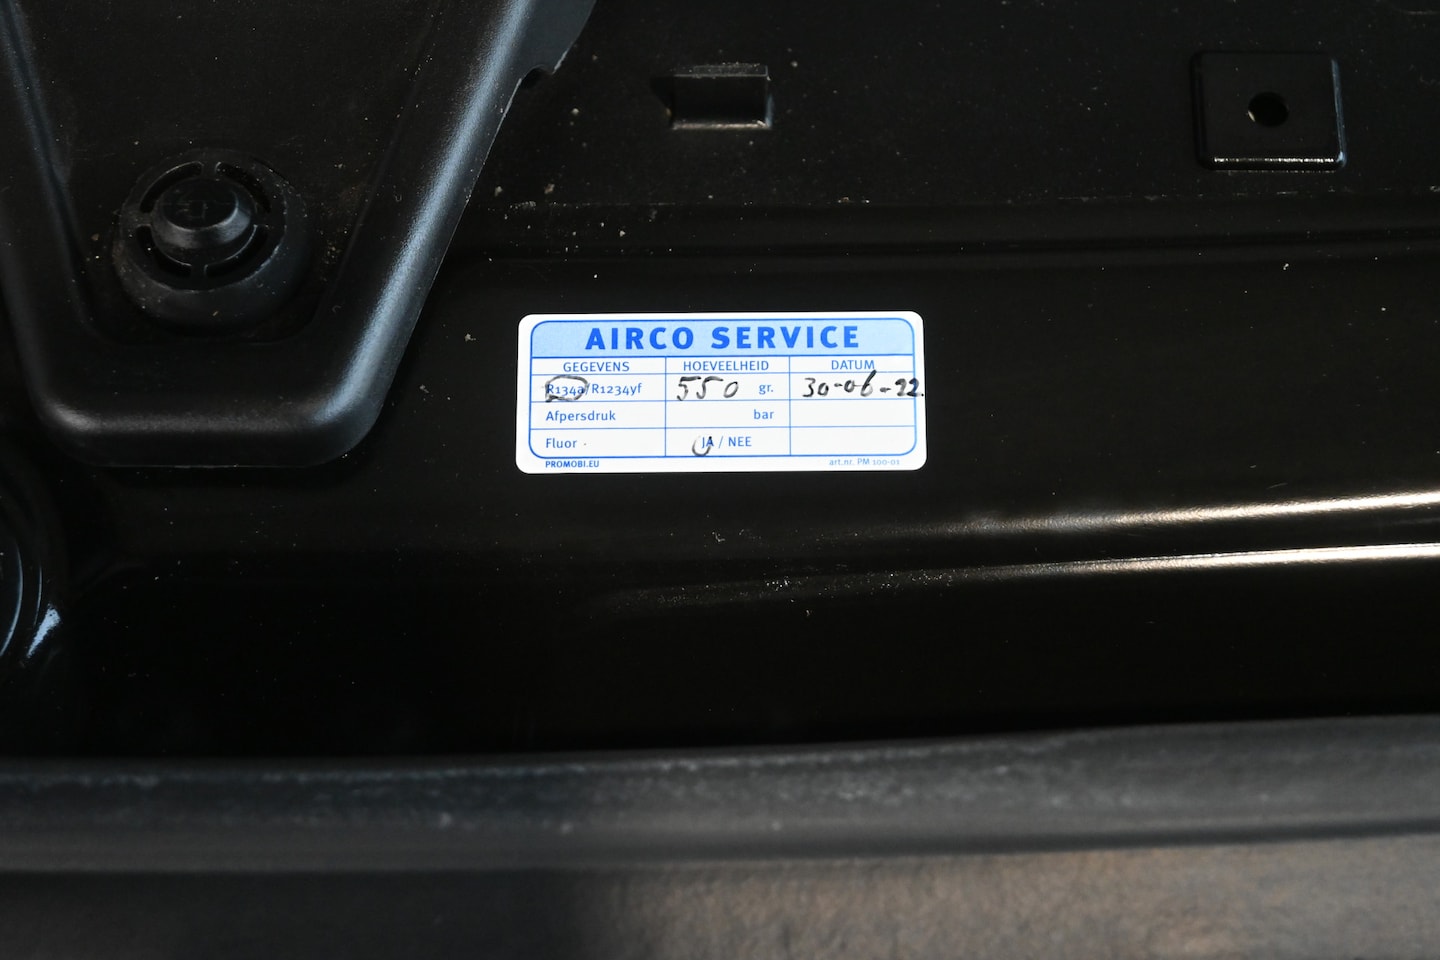 AIRCO SERVICE
GEGEVENS HOEVEELHEID DATUM
R134a/R1234yf 550 gr. 30-06-22.
Afpersdruk bar
Fluor JA / NEE
PROMOBI.EU art.nr. PM 100-01